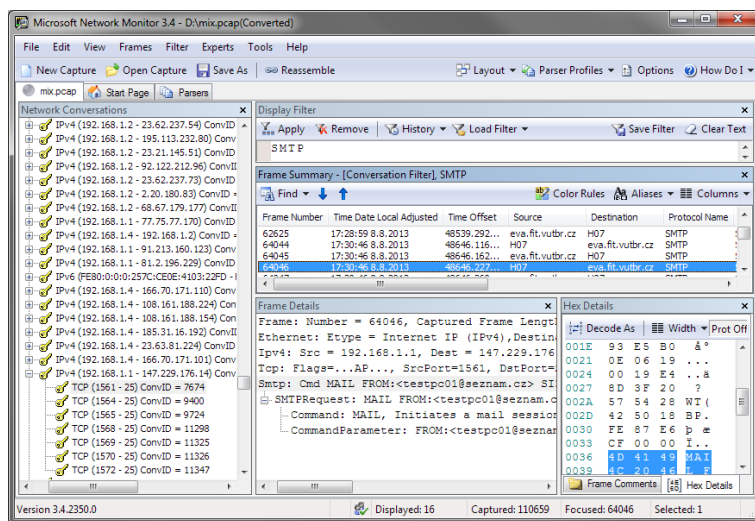 Microsoft Network Monitor 3.4 - D:\mix.pcap(Converted)
File Edit View Frames Filter Experts Tools Help
New Capture Open Capture Save As Reassemble Layout Parser Profiles Options How Do I
mix.pcap Start Page Parsers
Network Conversations x
IPv4 (192.168.1.2 - 23.62.237.54) ConvID
IPv4 (192.168.1.2 - 195.113.232.80) ConvI
IPv4 (192.168.1.2 - 23.21.145.51) ConvID
IPv4 (192.168.1.2 - 92.122.212.96) ConvII
IPv4 (192.168.1.2 - 23.62.237.73) ConvID
IPv4 (192.168.1.2 - 2.20.180.83) ConvID =
IPv4 (192.168.1.2 - 68.67.179.177) ConvID
IPv4 (192.168.1.1 - 77.75.77.170) ConvID
IPv4 (192.168.1.4 - 192.168.1.2) ConvID =
IPv4 (192.168.1.1 - 91.213.160.123) ConvID
IPv4 (192.168.1.1 - 81.2.196.229) ConvID
IPv6 (FE80:0:0:0:257C:CE0E:4103:22FD -
IPv4 (192.168.1.4 - 166.70.171.110) Conv
IPv4 (192.168.1.4 - 108.161.188.224) Con
IPv4 (192.168.1.4 - 108.161.188.154) Con
IPv4 (192.168.1.4 - 185.31.16.192) ConvII
IPv4 (192.168.1.4 - 23.63.81.224) ConvID
IPv4 (192.168.1.4 - 166.70.171.101) Conv
IPv4 (192.168.1.1 - 147.229.176.14) Conv
TCP (1561 - 25) ConvID = 7674
TCP (1564 - 25) ConvID = 9400
TCP (1565 - 25) ConvID = 9724
TCP (1568 - 25) ConvID = 11298
TCP (1569 - 25) ConvID = 11325
TCP (1570 - 25) ConvID = 11326
TCP (1572 - 25) ConvID = 11347
Display Filter x
Apply Remove History Load Filter Save Filter Clear Text
SMTP
Frame Summary - [Conversation Filter], SMTP x
Find Color Rules Aliases Columns
Frame Number Time Date Local Adjusted Time Offset Source Destination Protocol Name
62625 17:28:59 8.8.2013 48539.292... eva.fit.vutbr.cz H07 SMTP
64044 17:30:46 8.8.2013 48646.116... H07 eva.fit.vutbr.cz SMTP
64045 17:30:46 8.8.2013 48646.162... eva.fit.vutbr.cz H07 SMTP
64046 17:30:46 8.8.2013 48646.227... H07 eva.fit.vutbr.cz SMTP
Frame Details x
Frame: Number = 64046, Captured Frame Lengt
Ethernet: Etype = Internet IP (IPv4),Destina
Ipv4: Src = 192.168.1.1, Dest = 147.229.176
Tcp: Flags=...AP..., SrcPort=1561, DstPort=
Smtp: Cmd MAIL FROM:<testpc01@seznam.cz> SI
SMTPRequest: MAIL FROM:<testpc01@seznam.c
Command: MAIL, Initiates a mail sessio
CommandParameter: FROM:<testpc01@seznam
Hex Details x
Decode As Width Prot Off
001E 93 E5 B0 å°
0021 0E 06 19 ...
0024 00 19 E4 ..ä
0027 8D 3F 20 ?
002A 57 54 28 WT(
002D 42 50 18 BP.
0030 FE 87 E6 þ æ
0033 CF 00 00 Ï..
0036 4D 41 49 MAI
0039 4C 20 46 L F
Frame Comments Hex Details
Version 3.4.2350.0 Displayed: 16 Captured: 110659 Focused: 64046 Selected: 1